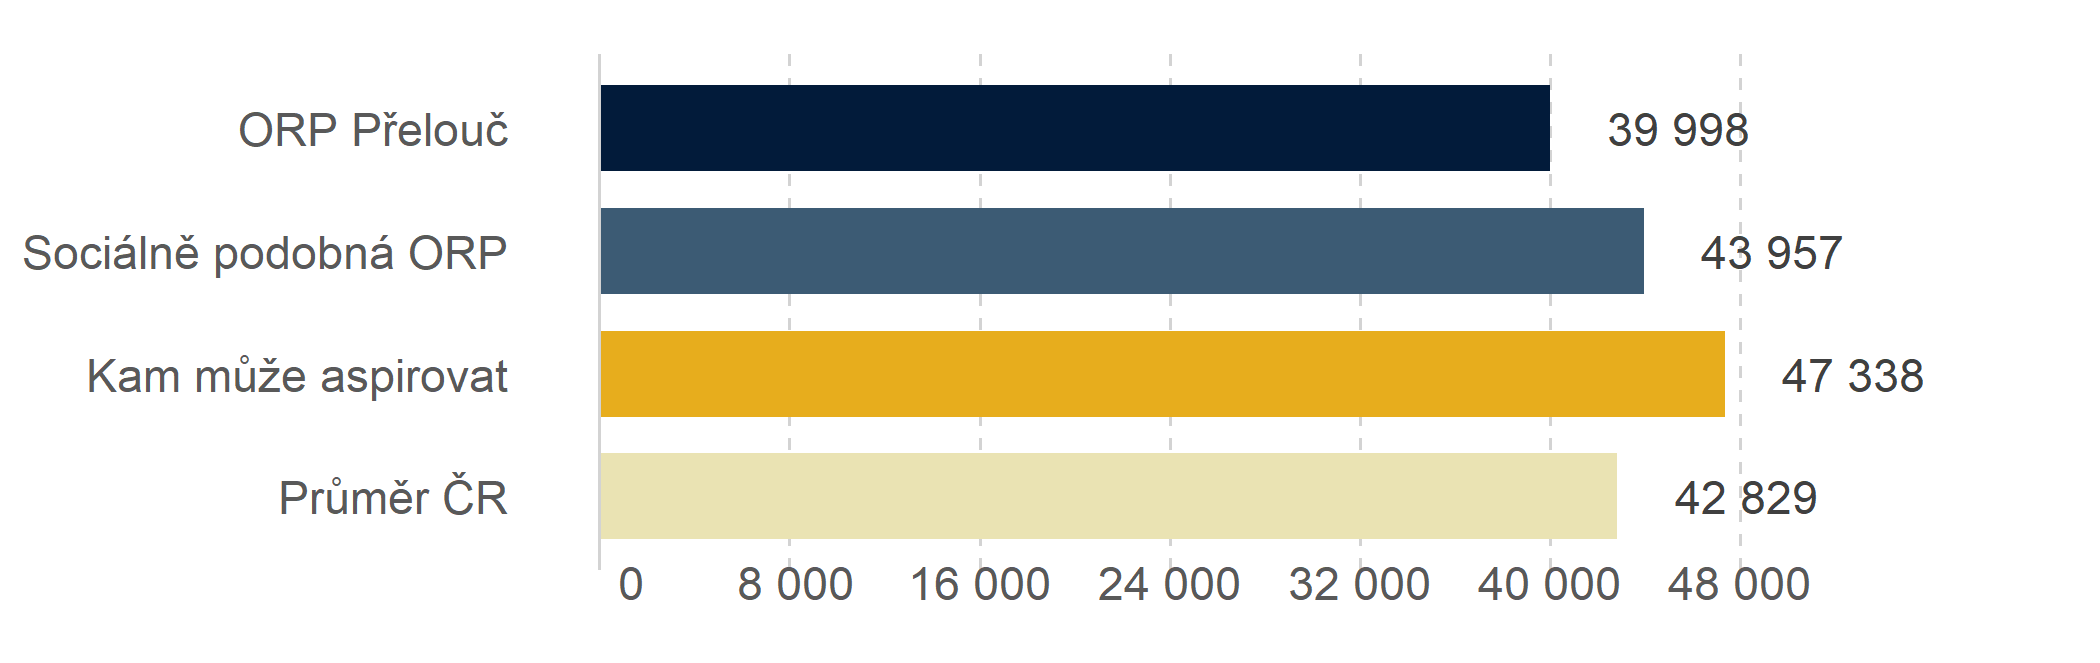 ORP Přelouč 39 998
Sociálně podobná ORP 43 957
Kam může aspirovat 47 338
Průměr ČR 42 829
0 8 000 16 000 24 000 32 000 40 000 48 000